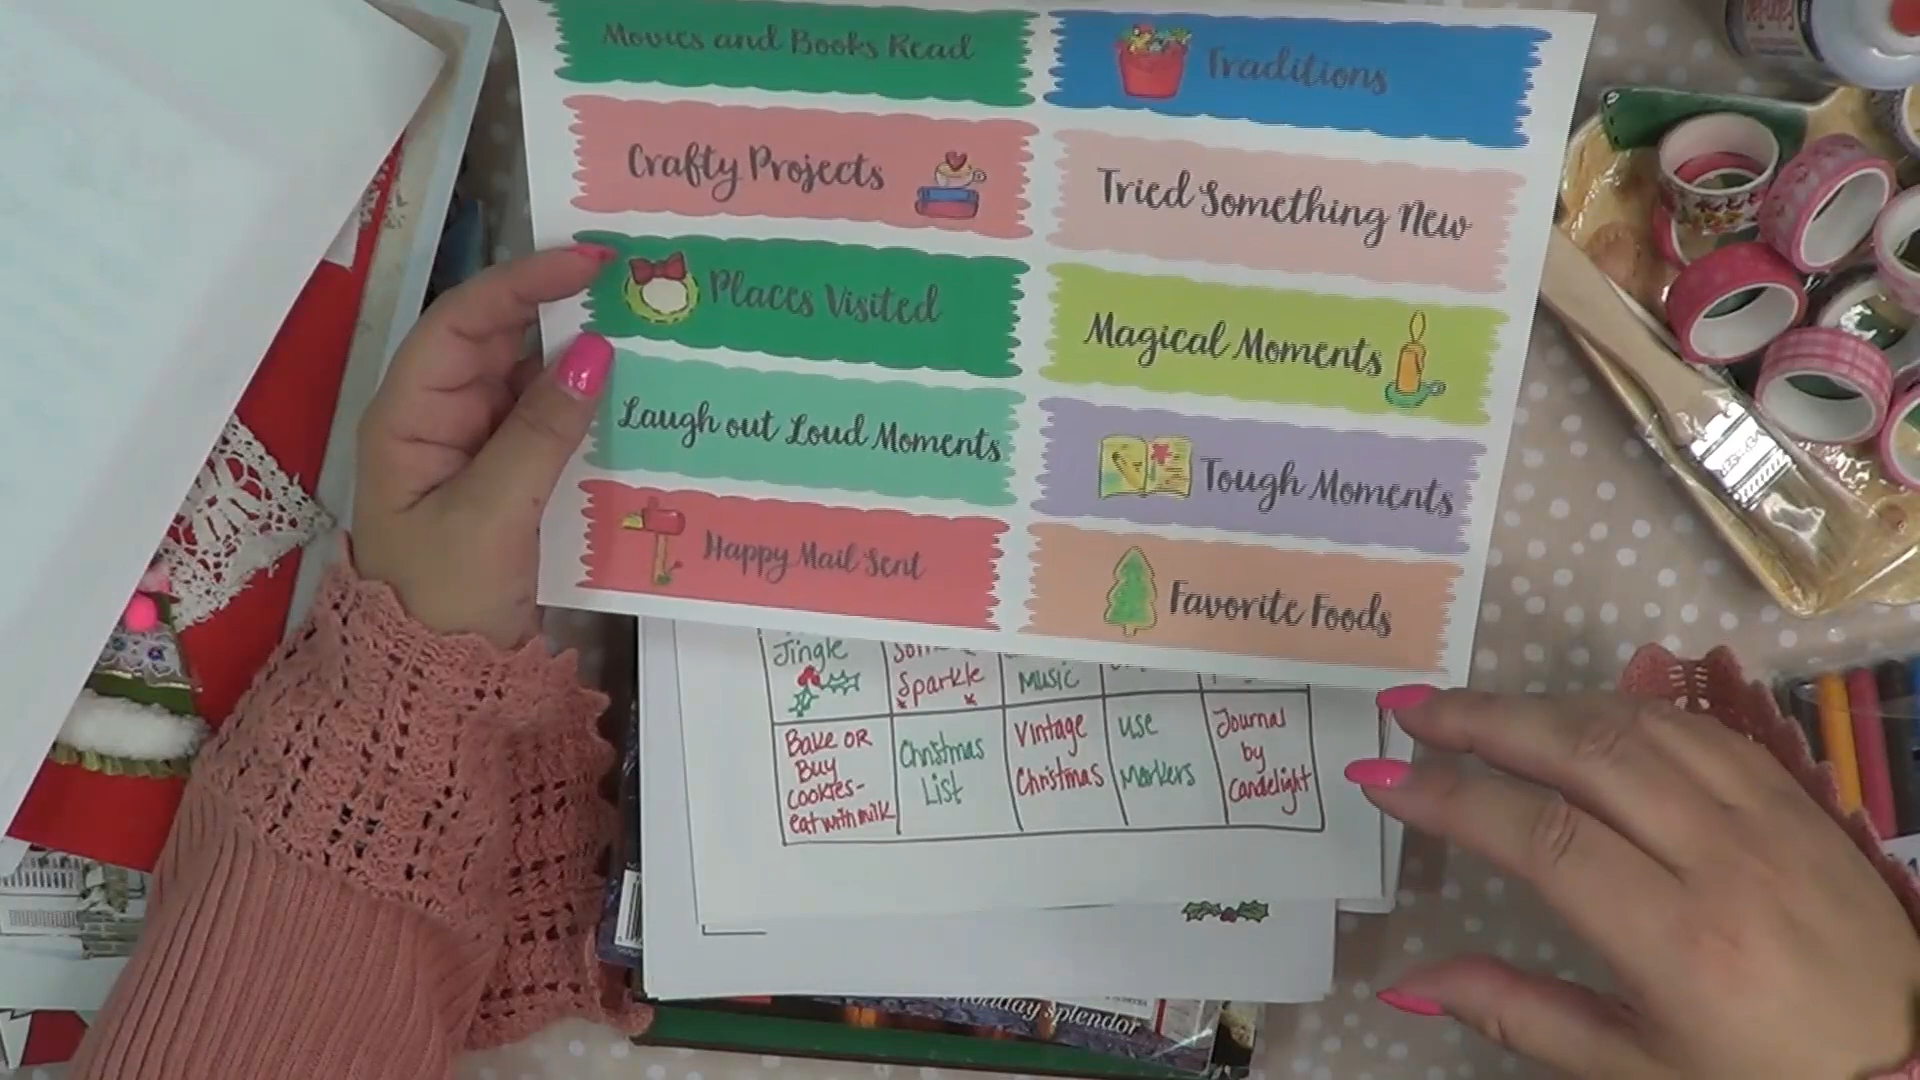 Movies and Books Read
Traditions
Crafty Projects
Tried Something New
Places Visited
Magical Moments
Laugh out Loud Moments
Tough Moments
Happy Mail Sent
Favorite Foods
Jingle
Sparkle
Music
Bake or
Buy
Cookies-
eat with milk
Christmas
List
Vintage
Christmas
use
Markers
Journal
by
Candelight
holiday splendor